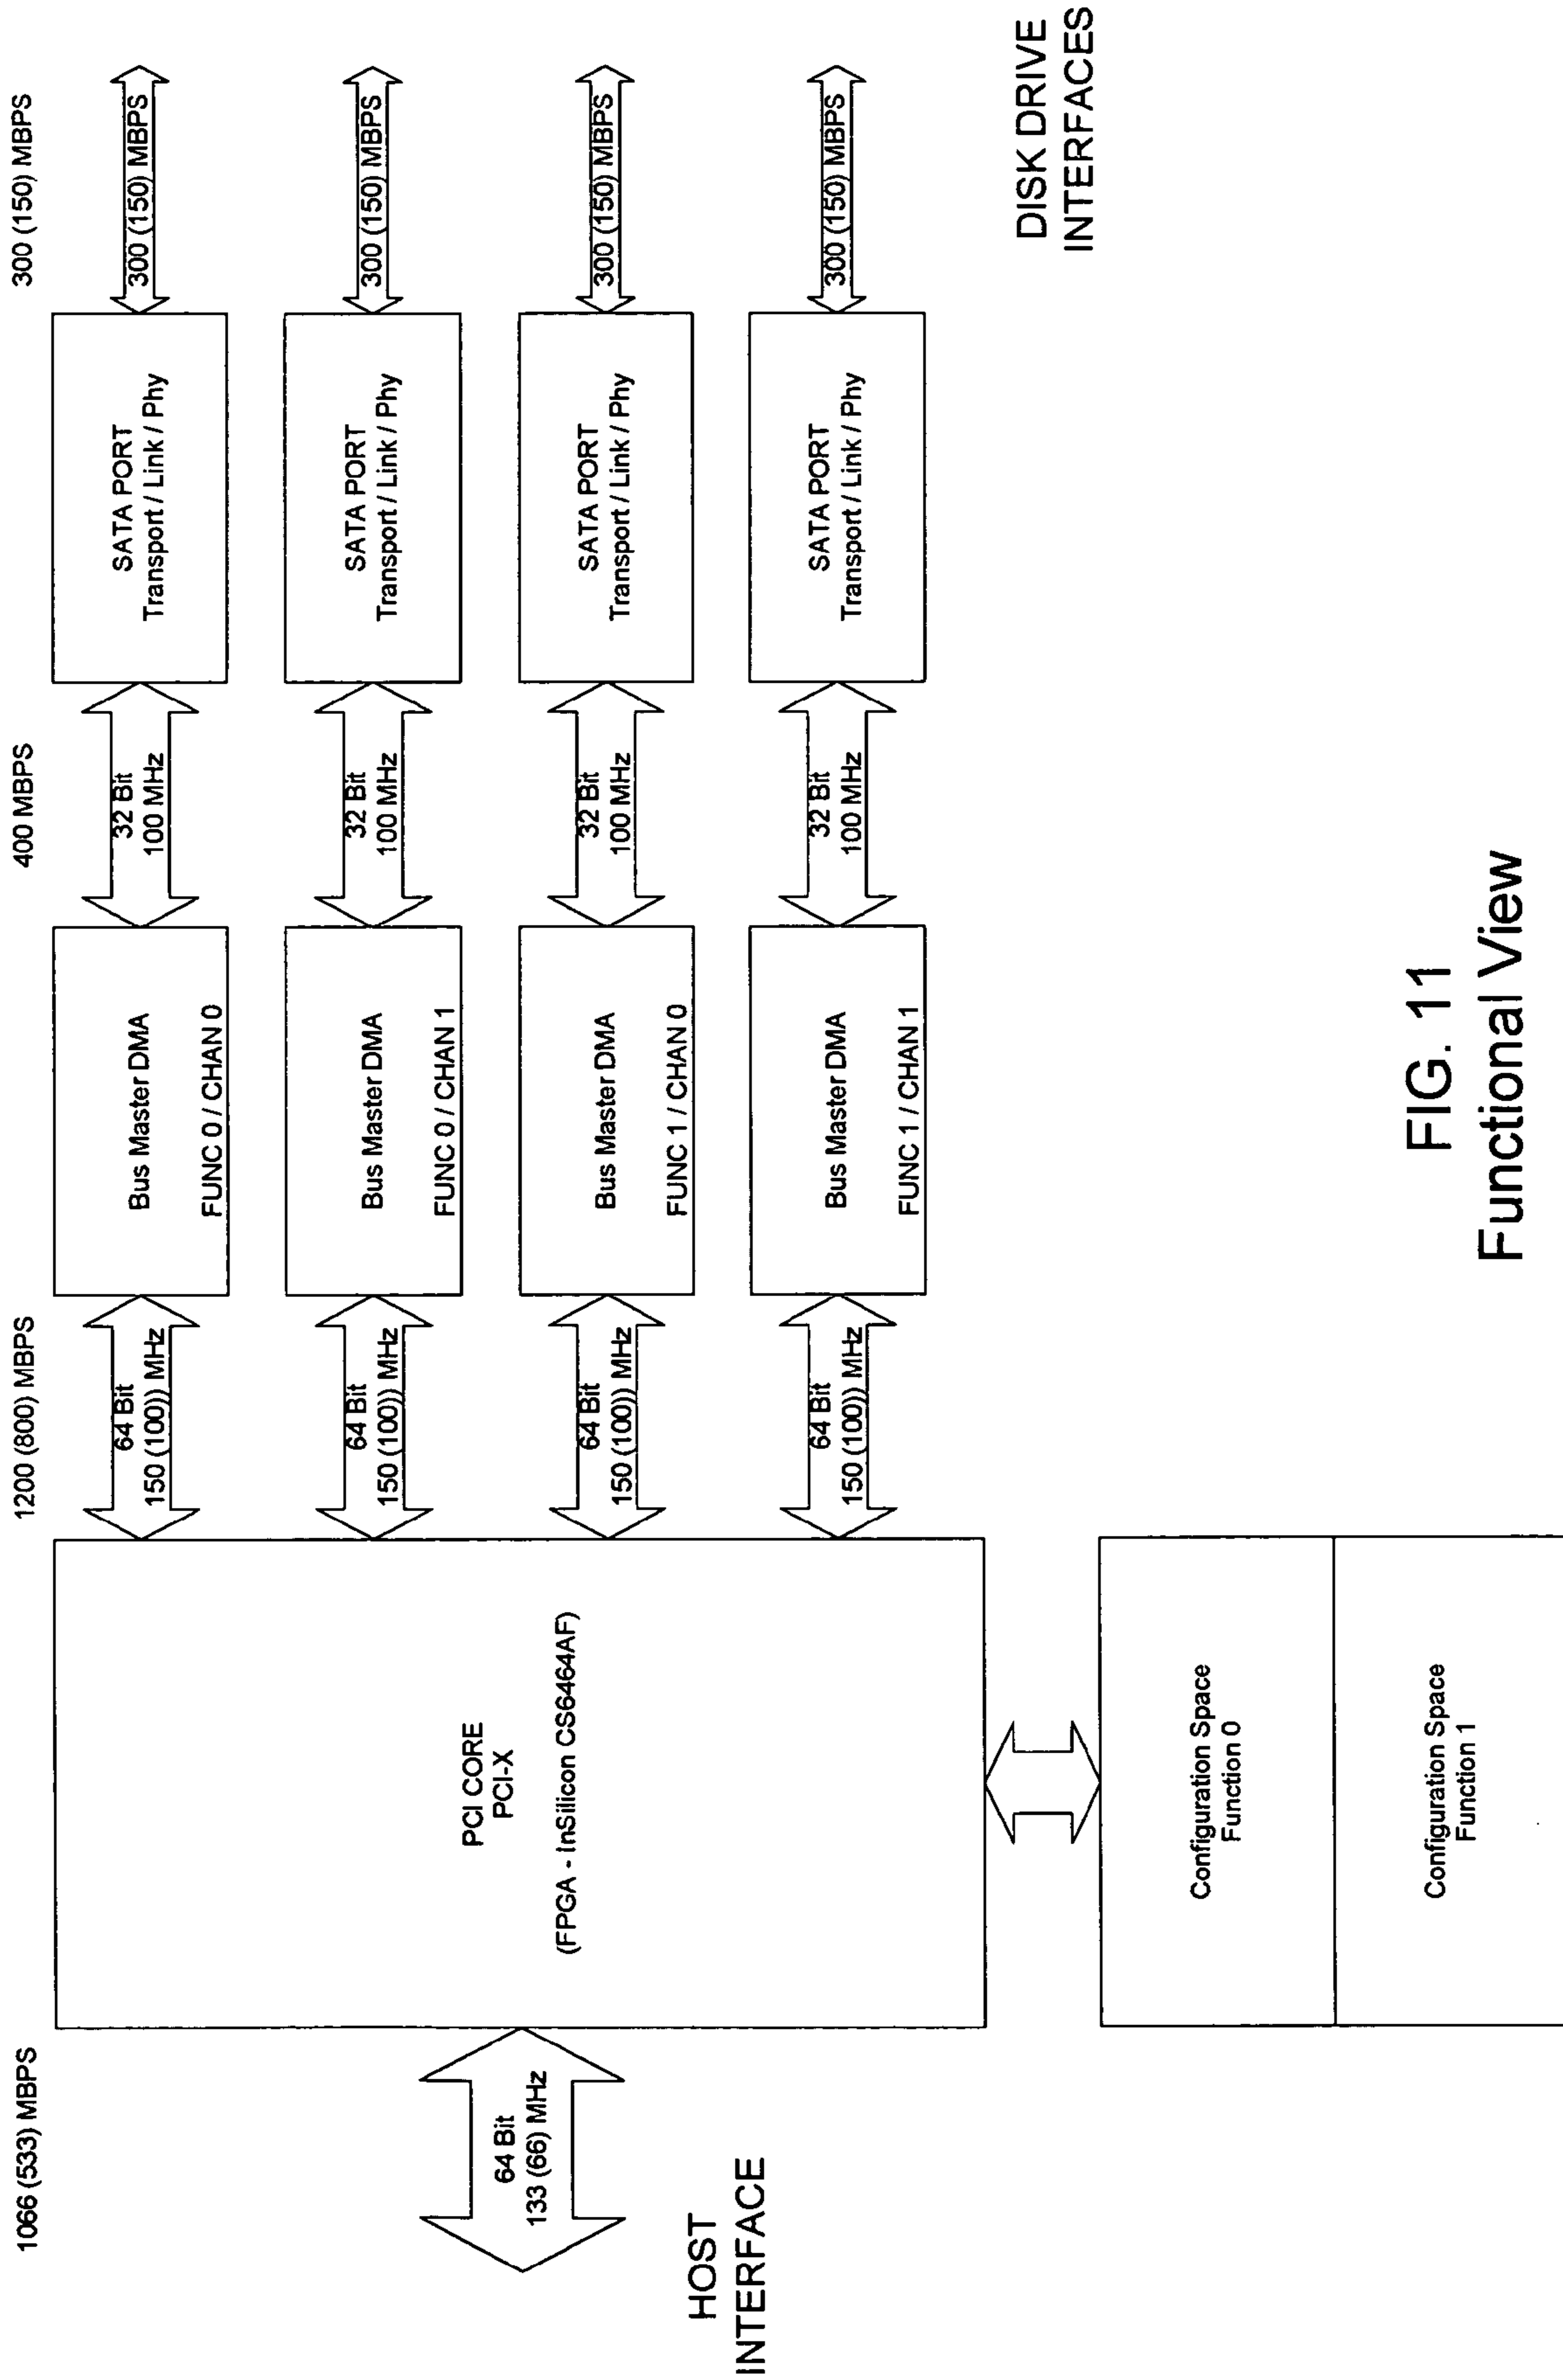 1066 (533) MBPS
1200 (800) MBPS
400 MBPS
300 (150) MBPS
64 Bit
133 (66) MHz
HOST
INTERFACE
PCI CORE
PCI-X
(FPGA - InSilicon CS6464AF)
64 Bit
150 (100)) MHz
Bus Master DMA
FUNC 0 / CHAN 0
32 Bit
100 MHz
SATA PORT
Transport / Link / Phy
300 (150) MBPS
64 Bit
150 (100)) MHz
Bus Master DMA
FUNC 0 / CHAN 1
32 Bit
100 MHz
SATA PORT
Transport / Link / Phy
300 (150) MBPS
64 Bit
150 (100)) MHz
Bus Master DMA
FUNC 1 / CHAN 0
32 Bit
100 MHz
SATA PORT
Transport / Link / Phy
300 (150) MBPS
64 Bit
150 (100)) MHz
Bus Master DMA
FUNC 1 / CHAN 1
32 Bit
100 MHz
SATA PORT
Transport / Link / Phy
300 (150) MBPS
DISK DRIVE
INTERFACES
Configuration Space
Function 0
Configuration Space
Function 1
FIG. 11
Functional View